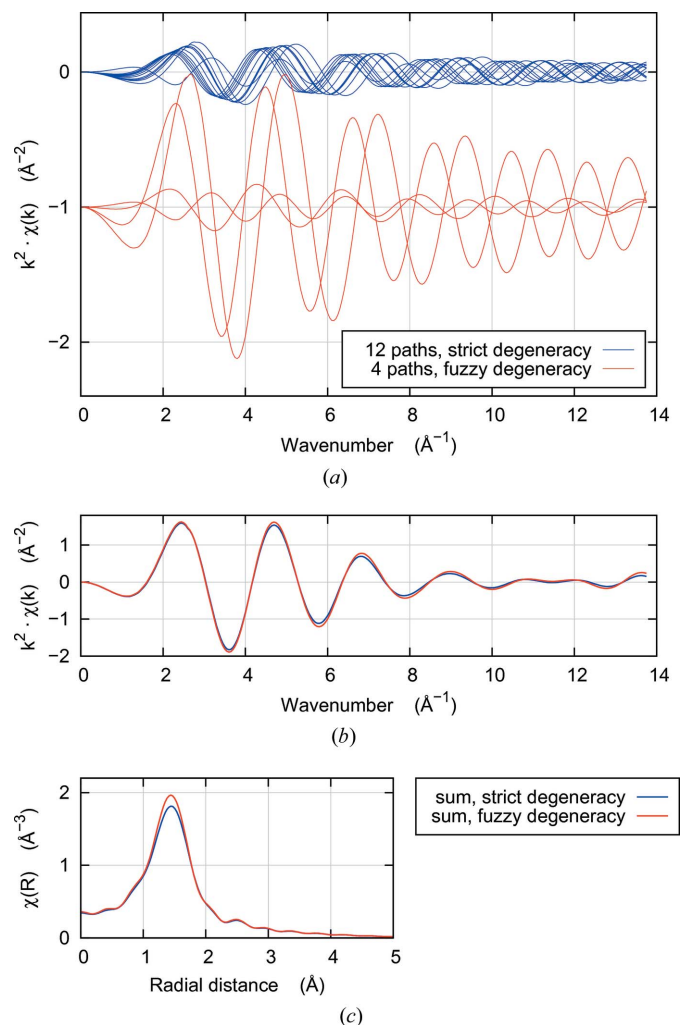 0
−1
−2
k² · χ(k) (Å⁻²)
12 paths, strict degeneracy
4 paths, fuzzy degeneracy
0 2 4 6 8 10 12 14
Wavenumber (Å⁻¹)
(a)
1
0
−1
−2
k² · χ(k) (Å⁻²)
0 2 4 6 8 10 12 14
Wavenumber (Å⁻¹)
(b)
2
1
0
χ(R) (Å⁻³)
sum, strict degeneracy
sum, fuzzy degeneracy
0 1 2 3 4 5
Radial distance (Å)
(c)